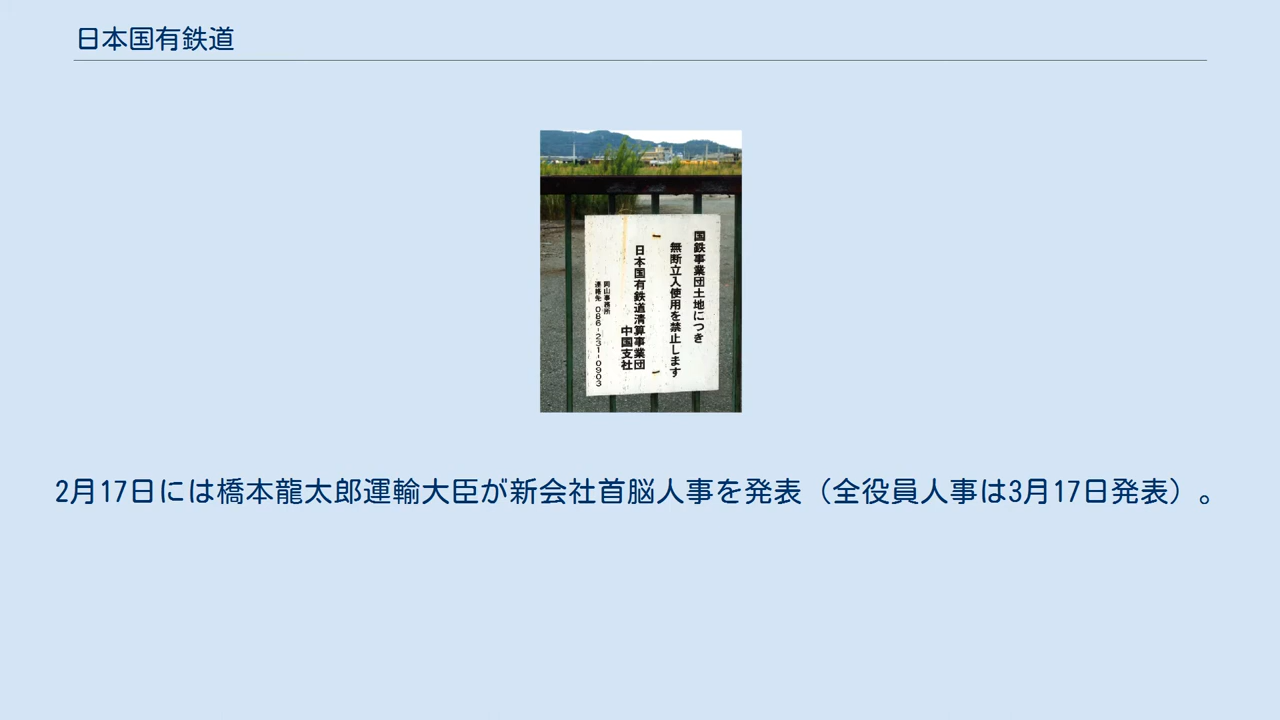 日本国有鉄道
国鉄事業団土地につき
無断立入使用を禁止します
日本国有鉄道清算事業団
中国支社
岡山事務所
連絡先 086-231-0903
2月17日には橋本龍太郎運輸大臣が新会社首脳人事を発表（全役員人事は3月17日発表）。